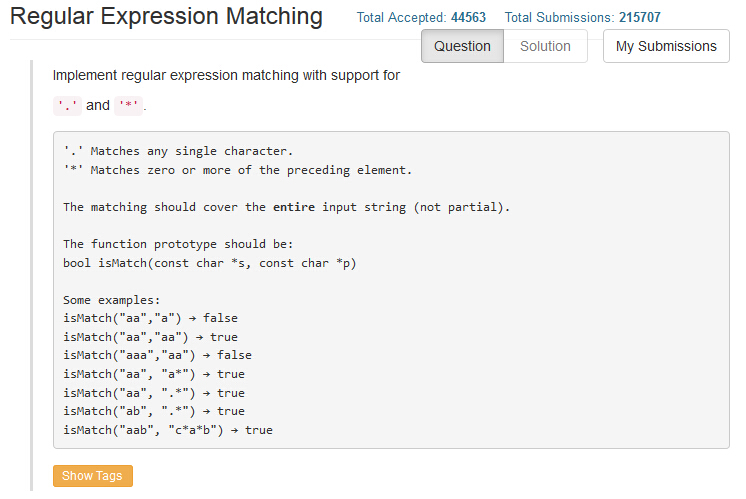 Regular Expression Matching
Total Accepted: 44563 Total Submissions: 215707
Question Solution My Submissions
Implement regular expression matching with support for
'.' and '*'.
'.' Matches any single character.
'*' Matches zero or more of the preceding element.
The matching should cover the entire input string (not partial).
The function prototype should be:
bool isMatch(const char *s, const char *p)
Some examples:
isMatch("aa","a") → false
isMatch("aa","aa") → true
isMatch("aaa","aa") → false
isMatch("aa", "a*") → true
isMatch("aa", ".*") → true
isMatch("ab", ".*") → true
isMatch("aab", "c*a*b") → true
Show Tags